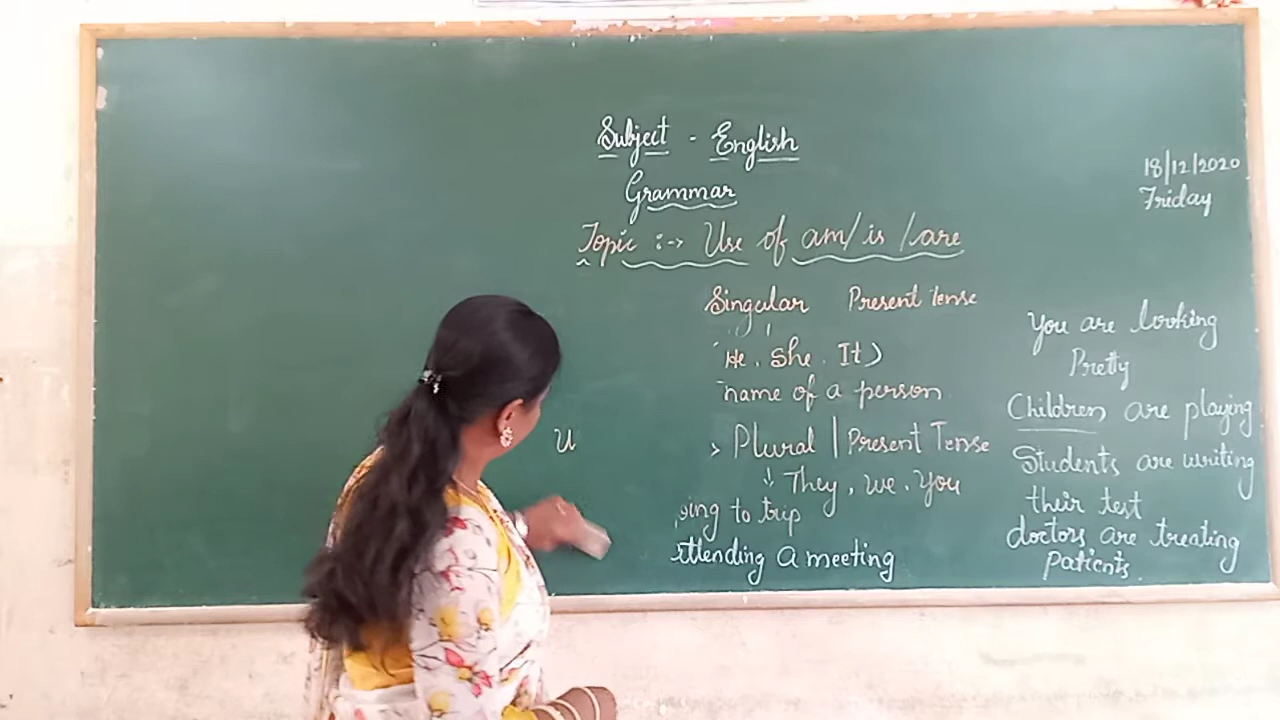 Subject - English
Grammar
Topic :-> Use of am/is/are
18/12/2020
Friday
Singular Present Tense
He, She, It)
name of a person
> Plural | Present Tense
↓ They, we, You
to trip
a meeting
u
You are looking
Pretty
Children are playing
Students are writing
their test
doctors are treating
patients.